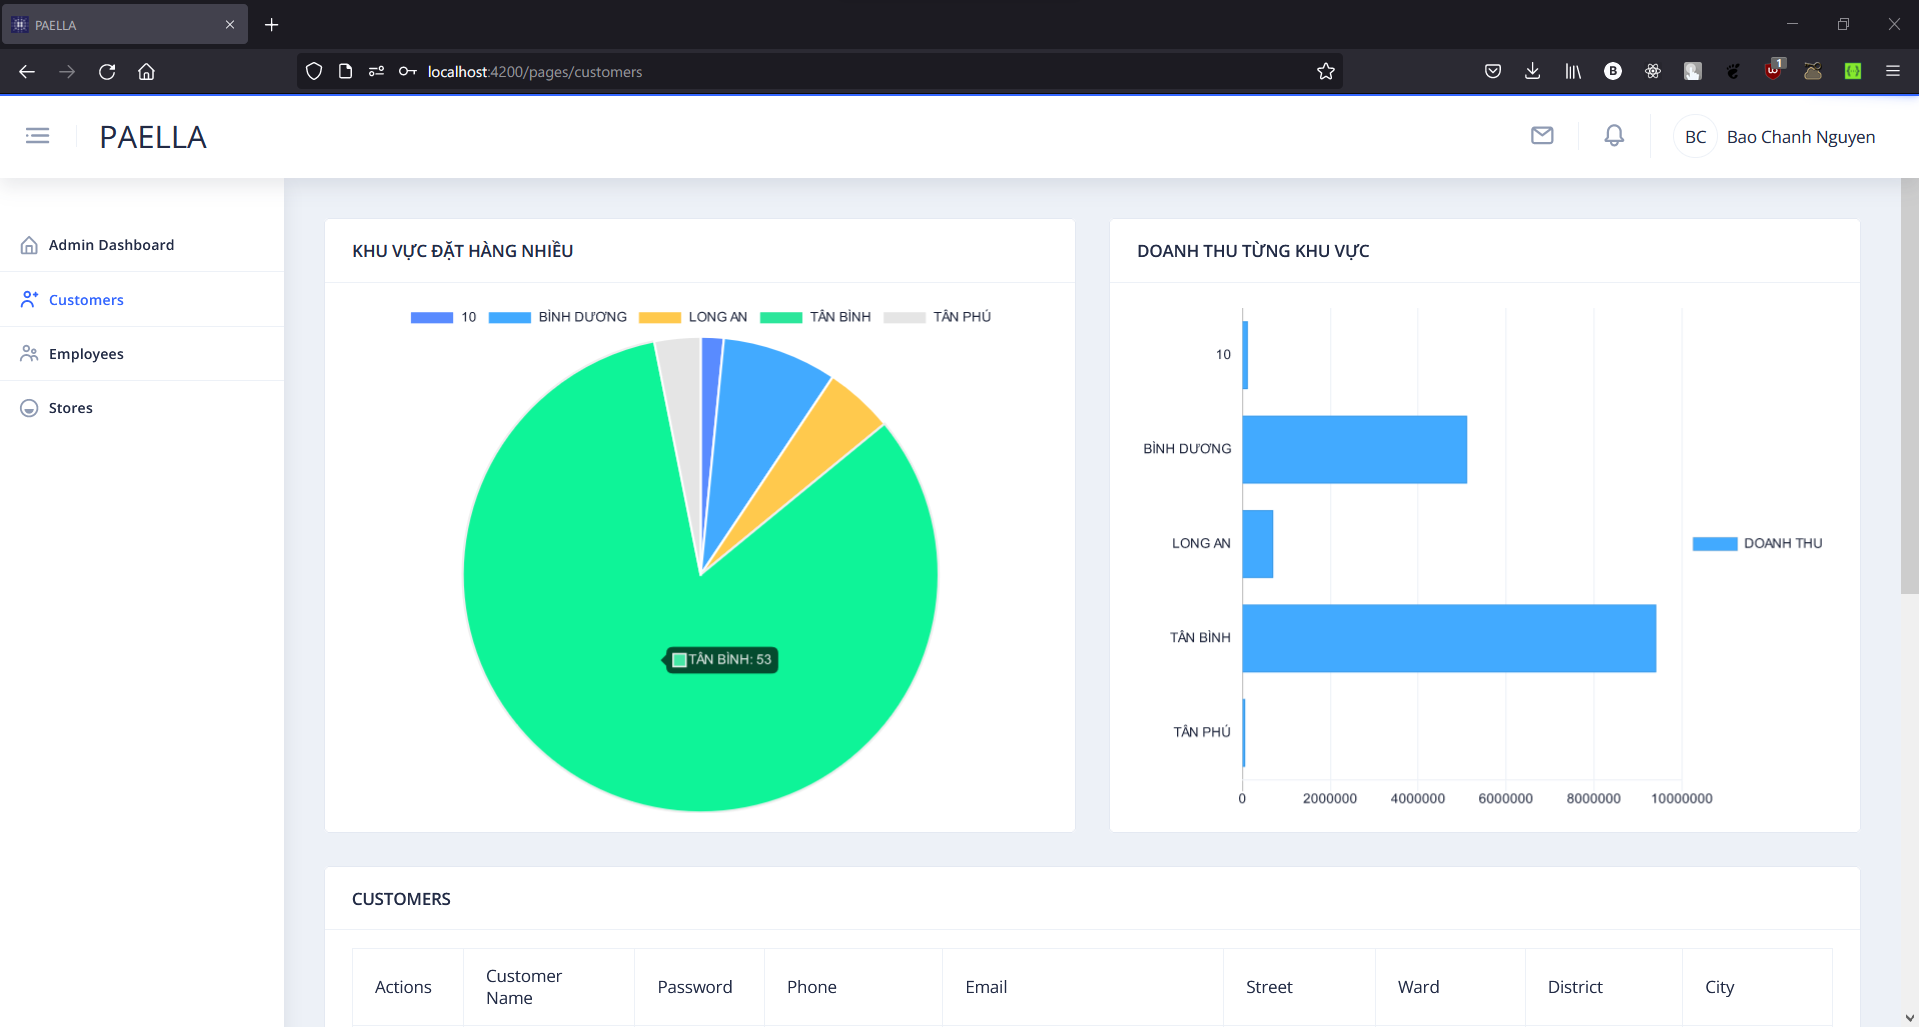 PAELLA
localhost:4200/pages/customers
1
PAELLA
BC Bao Chanh Nguyen
Admin Dashboard
Customers
Employees
Stores
KHU VỰC ĐẶT HÀNG NHIỀU
10 BÌNH DƯƠNG LONG AN TÂN BÌNH TÂN PHÚ
TÂN BÌNH: 53
DOANH THU TỪNG KHU VỰC
10
BÌNH DƯƠNG
LONG AN
TÂN BÌNH
TÂN PHÚ
0 2000000 4000000 6000000 8000000 10000000
DOANH THU
CUSTOMERS
Actions
Customer
Name
Password
Phone
Email
Street
Ward
District
City